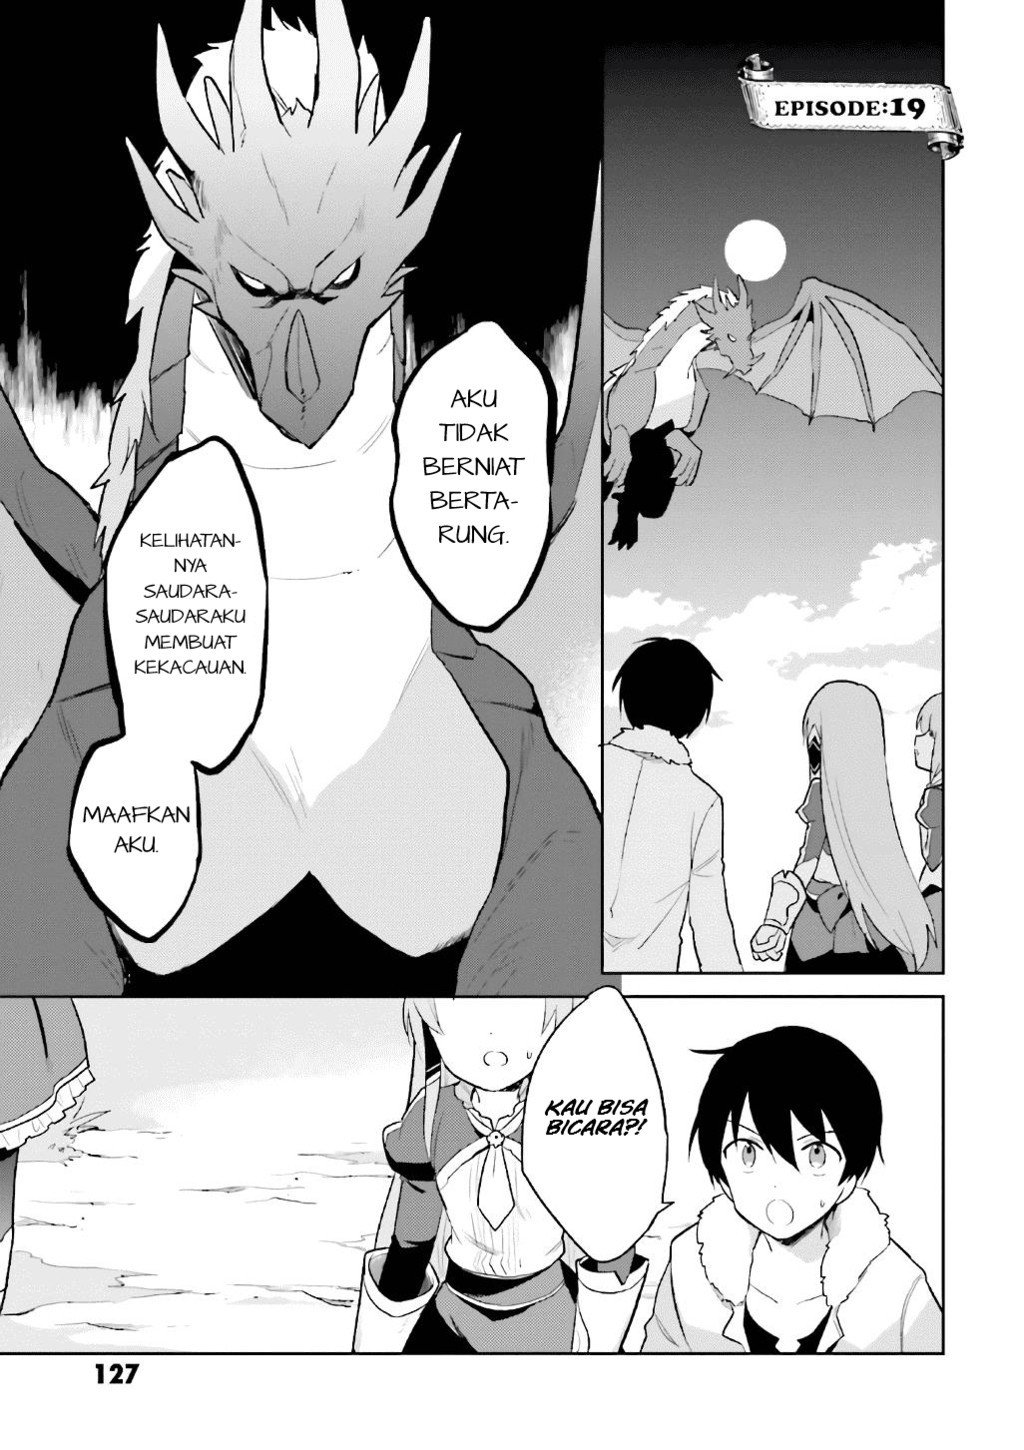 EPISODE:19
AKU
TIDAK
BERNIAT
BERTA-
RUNG.
KELIHATAN-
NYA
SAUDARA-
SAUDARAKU
MEMBUAT
KEKACAUAN.
MAAFKAN
AKU.
KAU BISA
BICARA?!
127